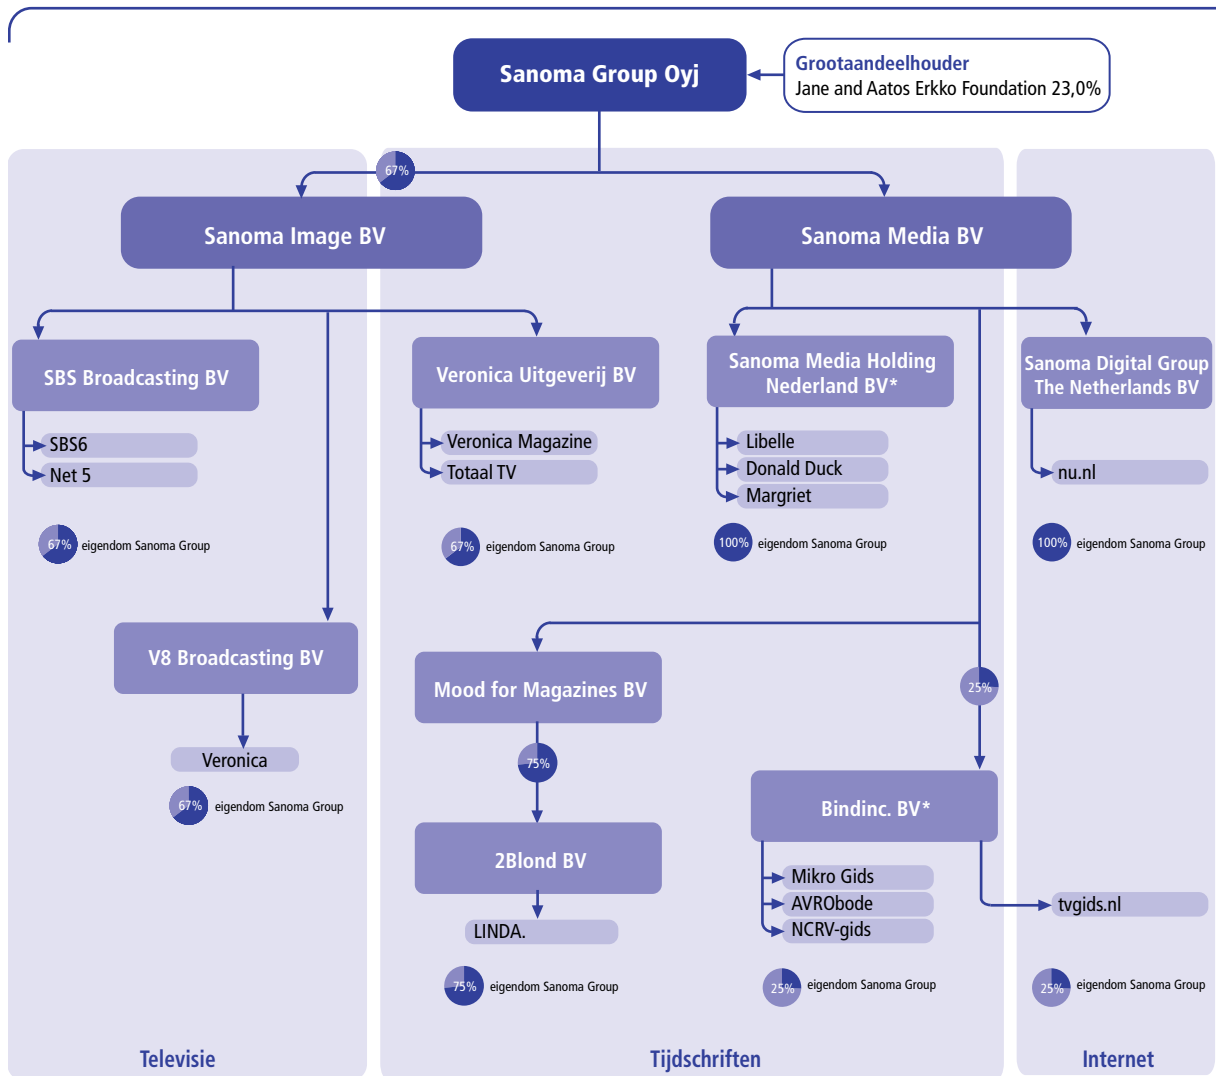 Sanoma Group Oyj
Grootaandeelhouder
Jane and Aatos Erkko Foundation 23,0%
67%
Sanoma Image BV
Sanoma Media BV
SBS Broadcasting BV
SBS6
Net 5
67% eigendom Sanoma Group
Veronica Uitgeverij BV
Veronica Magazine
Totaal TV
67% eigendom Sanoma Group
Sanoma Media Holding
Nederland BV*
Libelle
Donald Duck
Margriet
100% eigendom Sanoma Group
Sanoma Digital Group
The Netherlands BV
nu.nl
100% eigendom Sanoma Group
V8 Broadcasting BV
Veronica
67% eigendom Sanoma Group
Mood for Magazines BV
75%
2Blond BV
LINDA.
75% eigendom Sanoma Group
25%
Bindinc. BV*
Mikro Gids
AVRObode
NCRV-gids
25% eigendom Sanoma Group
tvgids.nl
25% eigendom Sanoma Group
Televisie
Tijdschriften
Internet